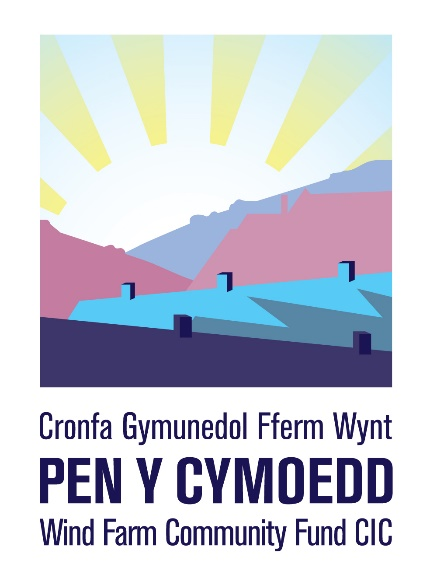 Cronfa Gymunedol Fferm Wynt
PEN Y CYMOEDD
Wind Farm Community Fund CIC